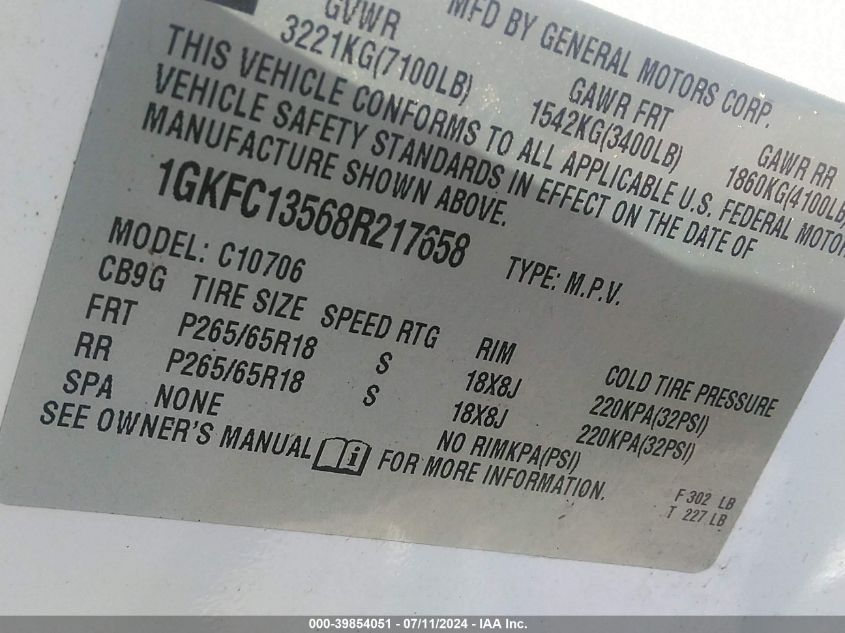 MFD BY GENERAL MOTORS CORP.
GVWR GAWR FRT GAWR RR
3221KG(7100LB) 1542KG(3400LB) 1860KG(4100LB)
THIS VEHICLE CONFORMS TO ALL APPLICABLE U.S. FEDERAL MOTOR
VEHICLE SAFETY STANDARDS IN EFFECT ON THE DATE OF
MANUFACTURE SHOWN ABOVE.
1GKFC13568R217658 TYPE: M.P.V.
MODEL: C10706
CB9G TIRE SIZE SPEED RTG RIM COLD TIRE PRESSURE
FRT P265/65R18 S 18X8J 220KPA(32PSI)
RR P265/65R18 S 18X8J 220KPA(32PSI)
SPA NONE NO RIMKPA(PSI)
SEE OWNER'S MANUAL i FOR MORE INFORMATION.
F 302 LB
T 227 LB
000-39854051 - 07/11/2024 - IAA Inc.